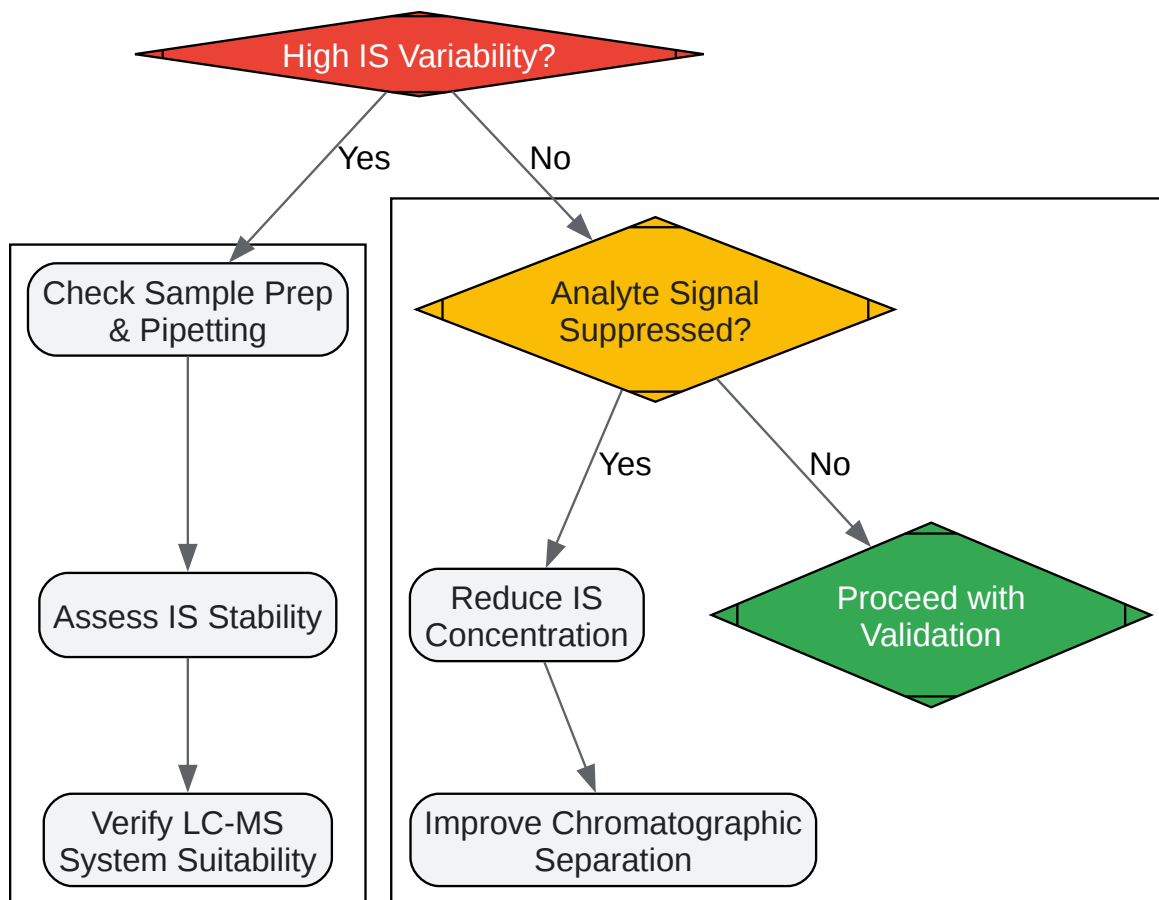 High IS Variability?
Yes
No
Check Sample Prep
& Pipetting
Analyte Signal
Suppressed?
Yes
No
Assess IS Stability
Reduce IS
Concentration
Proceed with
Validation
Verify LC-MS
System Suitability
Improve Chromatographic
Separation